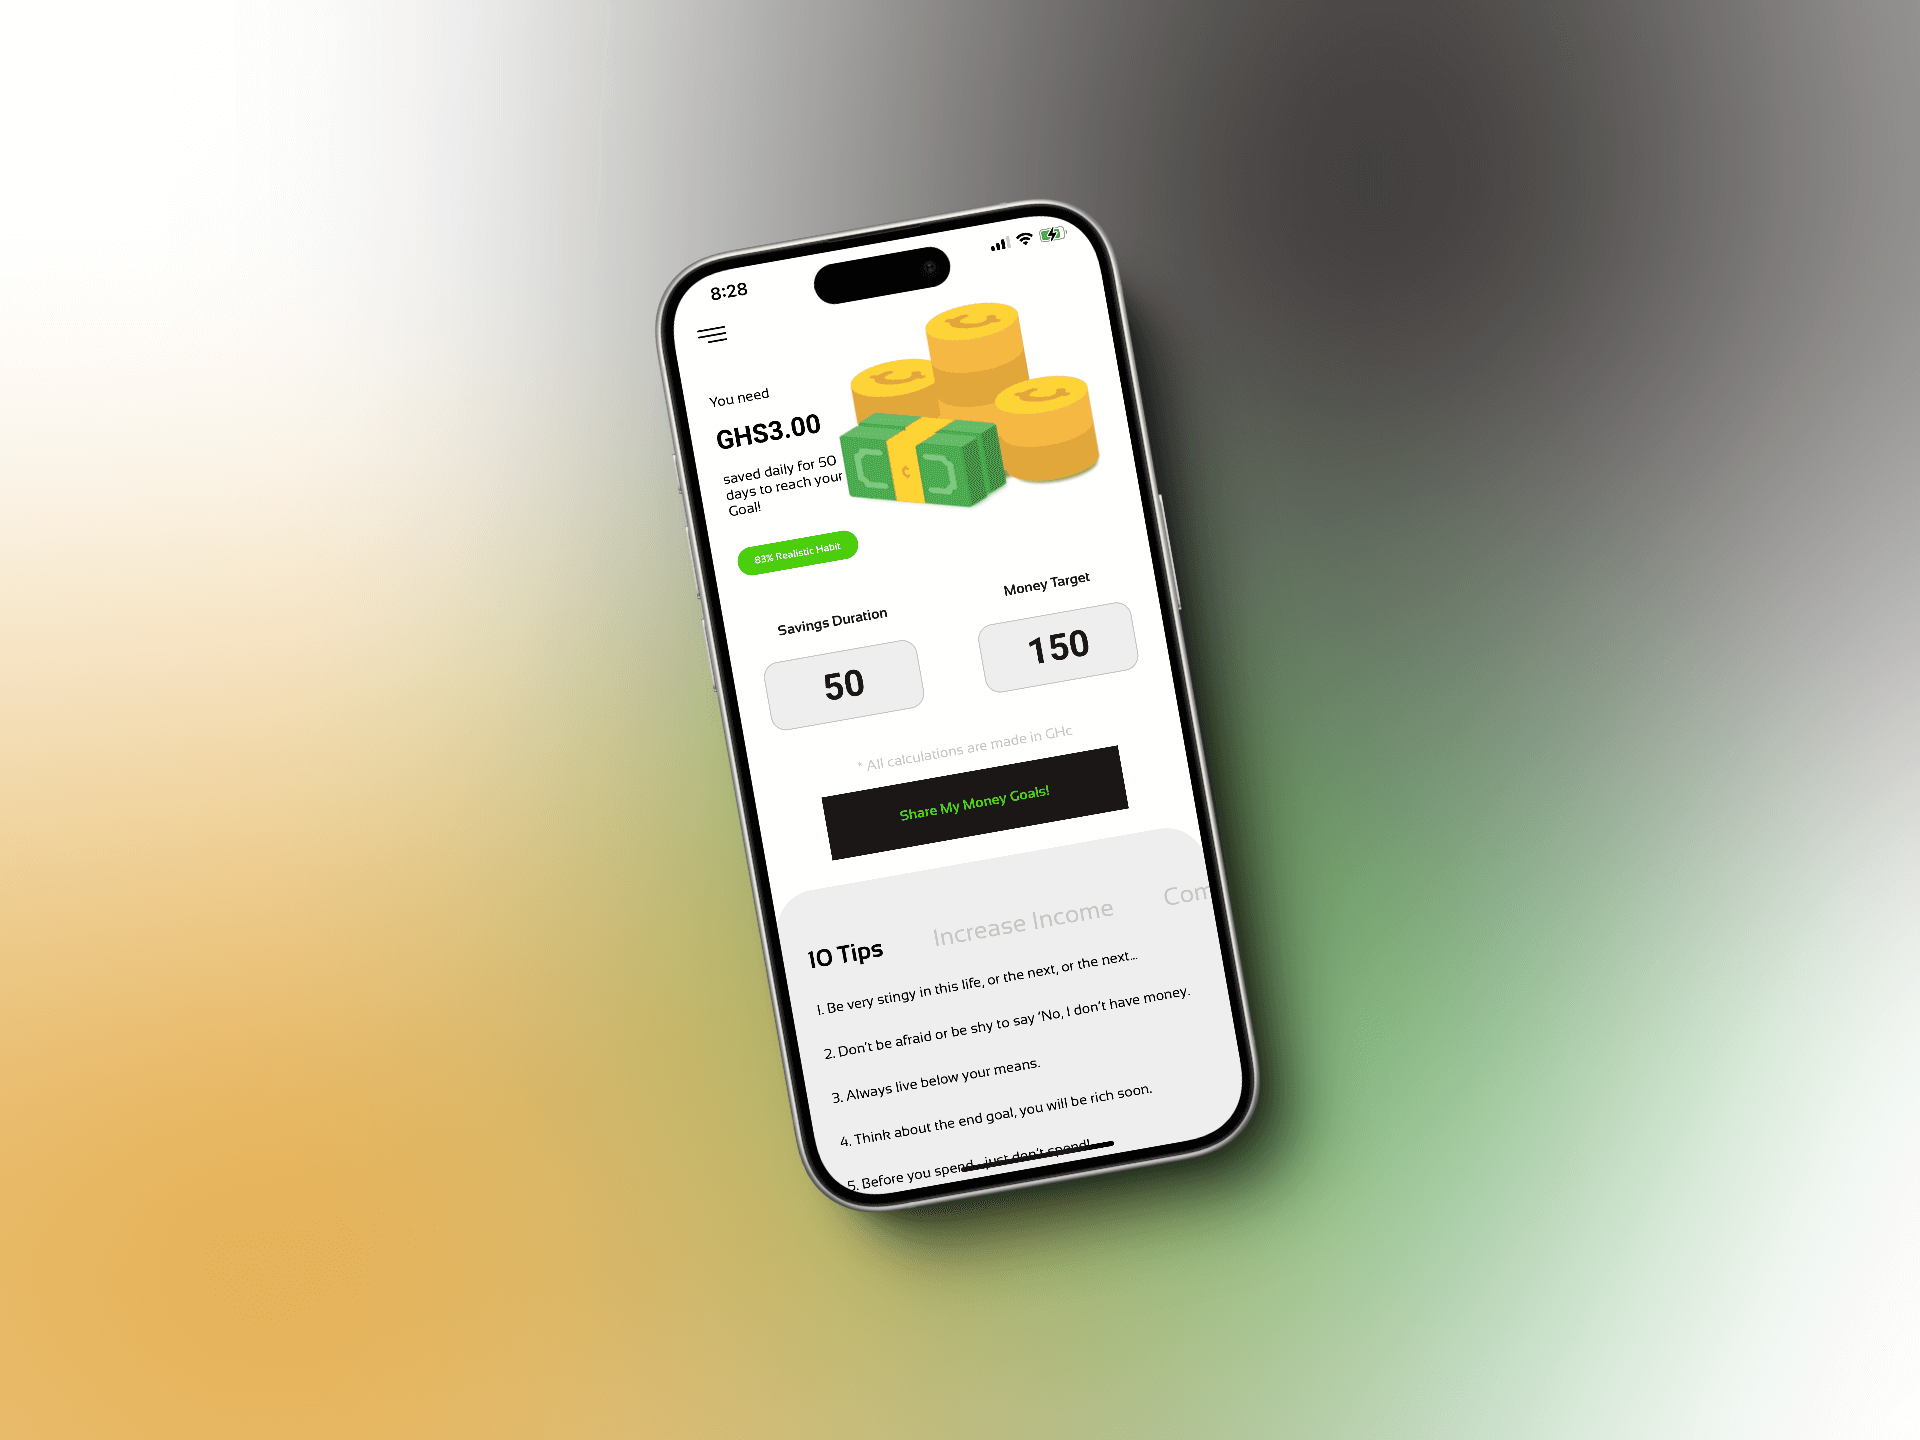 8:28
You need
GHS3.00
saved daily for 50
days to reach your
Goal!
¢
83% Realistic Habit
Savings Duration
Money Target
50
150
* All calculations are made in GHc
Share My Money Goals!
10 Tips
Increase Income
Com
1. Be very stingy in this life, or the next, or the next...
2. Don't be afraid or be shy to say ‘No, I don't have money.
3. Always live below your means.
4. Think about the end goal, you will be rich soon.
5. Before you spend...just don't spend!